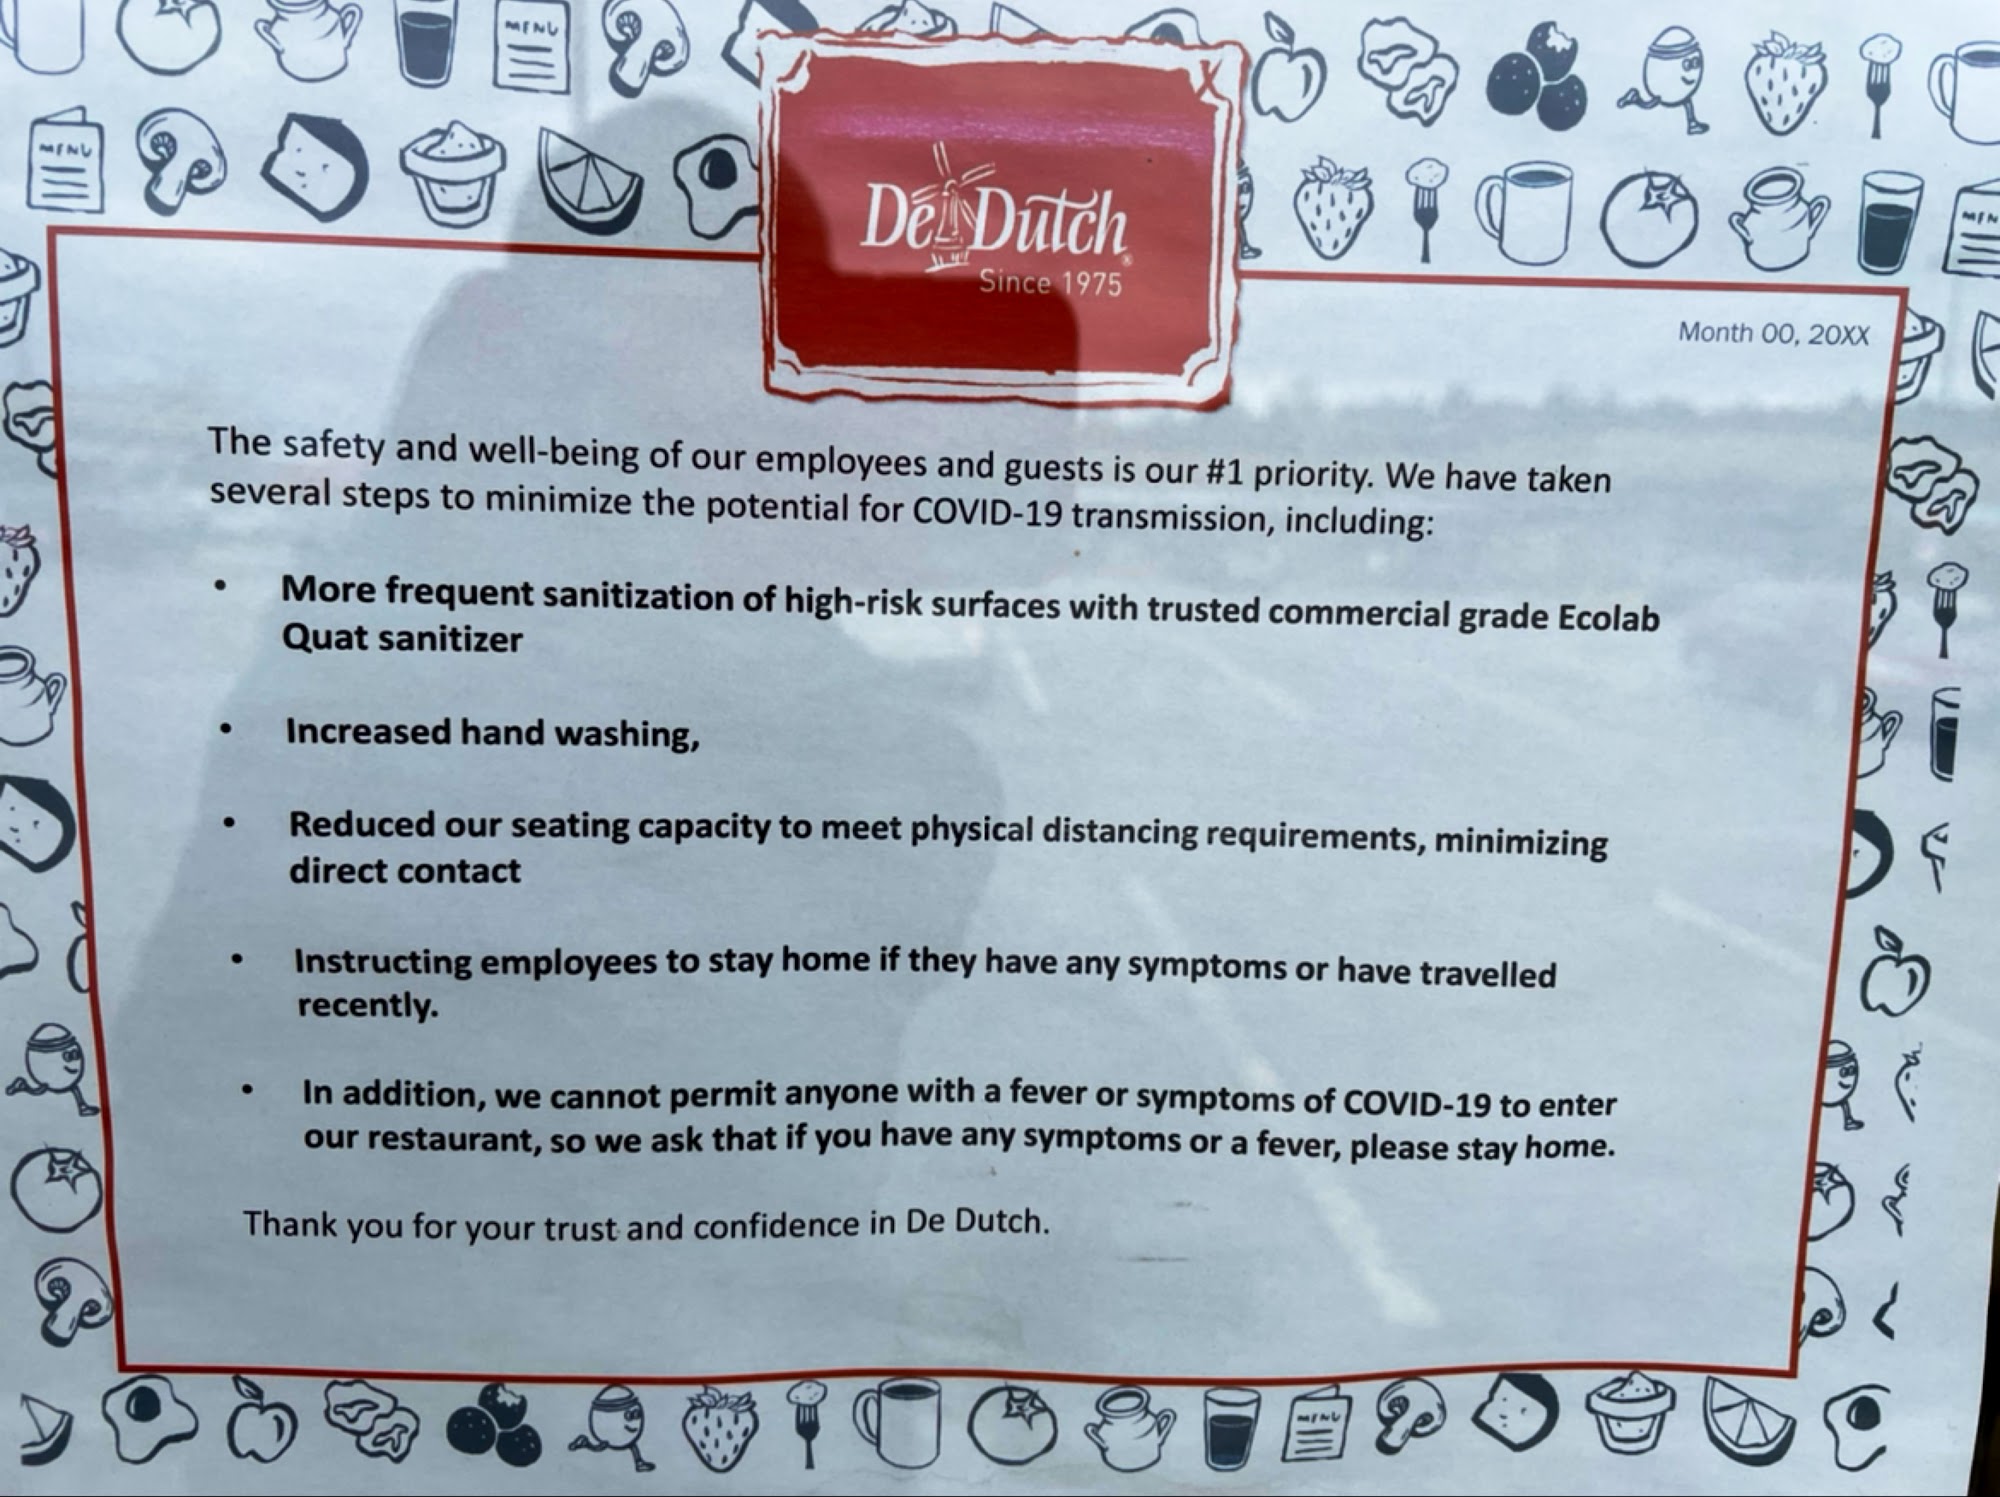 MENU
MENU
De Dutch®
Since 1975
MENU
Month 00, 20XX
The safety and well-being of our employees and guests is our #1 priority. We have taken
several steps to minimize the potential for COVID-19 transmission, including:
• More frequent sanitization of high-risk surfaces with trusted commercial grade Ecolab
Quat sanitizer
• Increased hand washing,
• Reduced our seating capacity to meet physical distancing requirements, minimizing
direct contact
• Instructing employees to stay home if they have any symptoms or have travelled
recently.
• In addition, we cannot permit anyone with a fever or symptoms of COVID-19 to enter
our restaurant, so we ask that if you have any symptoms or a fever, please stay home.
Thank you for your trust and confidence in De Dutch.
MENU